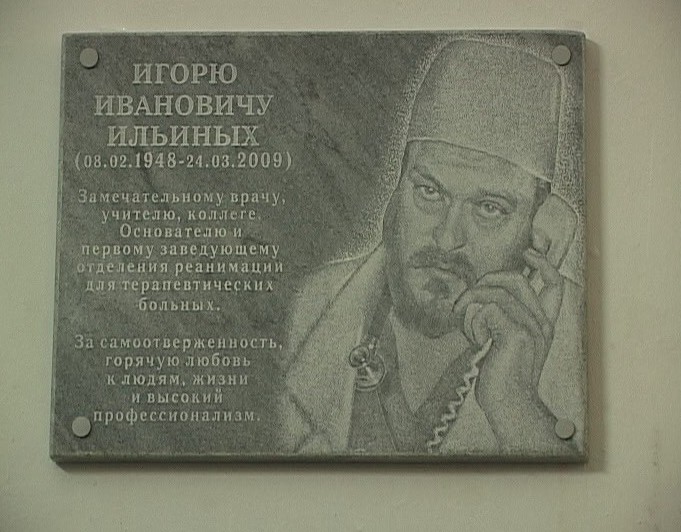 ИГОРЮ
ИВАНОВИЧУ
ИЛЬИНЫХ
(08.02.1948-24.03.2009)
Замечательному врачу,
учителю, коллеге.
Основателю и
первому заведующему
отделения реанимации
для терапевтических
больных.
За самоотверженность,
горячую любовь
к людям, жизни
и высокий
профессионализм.